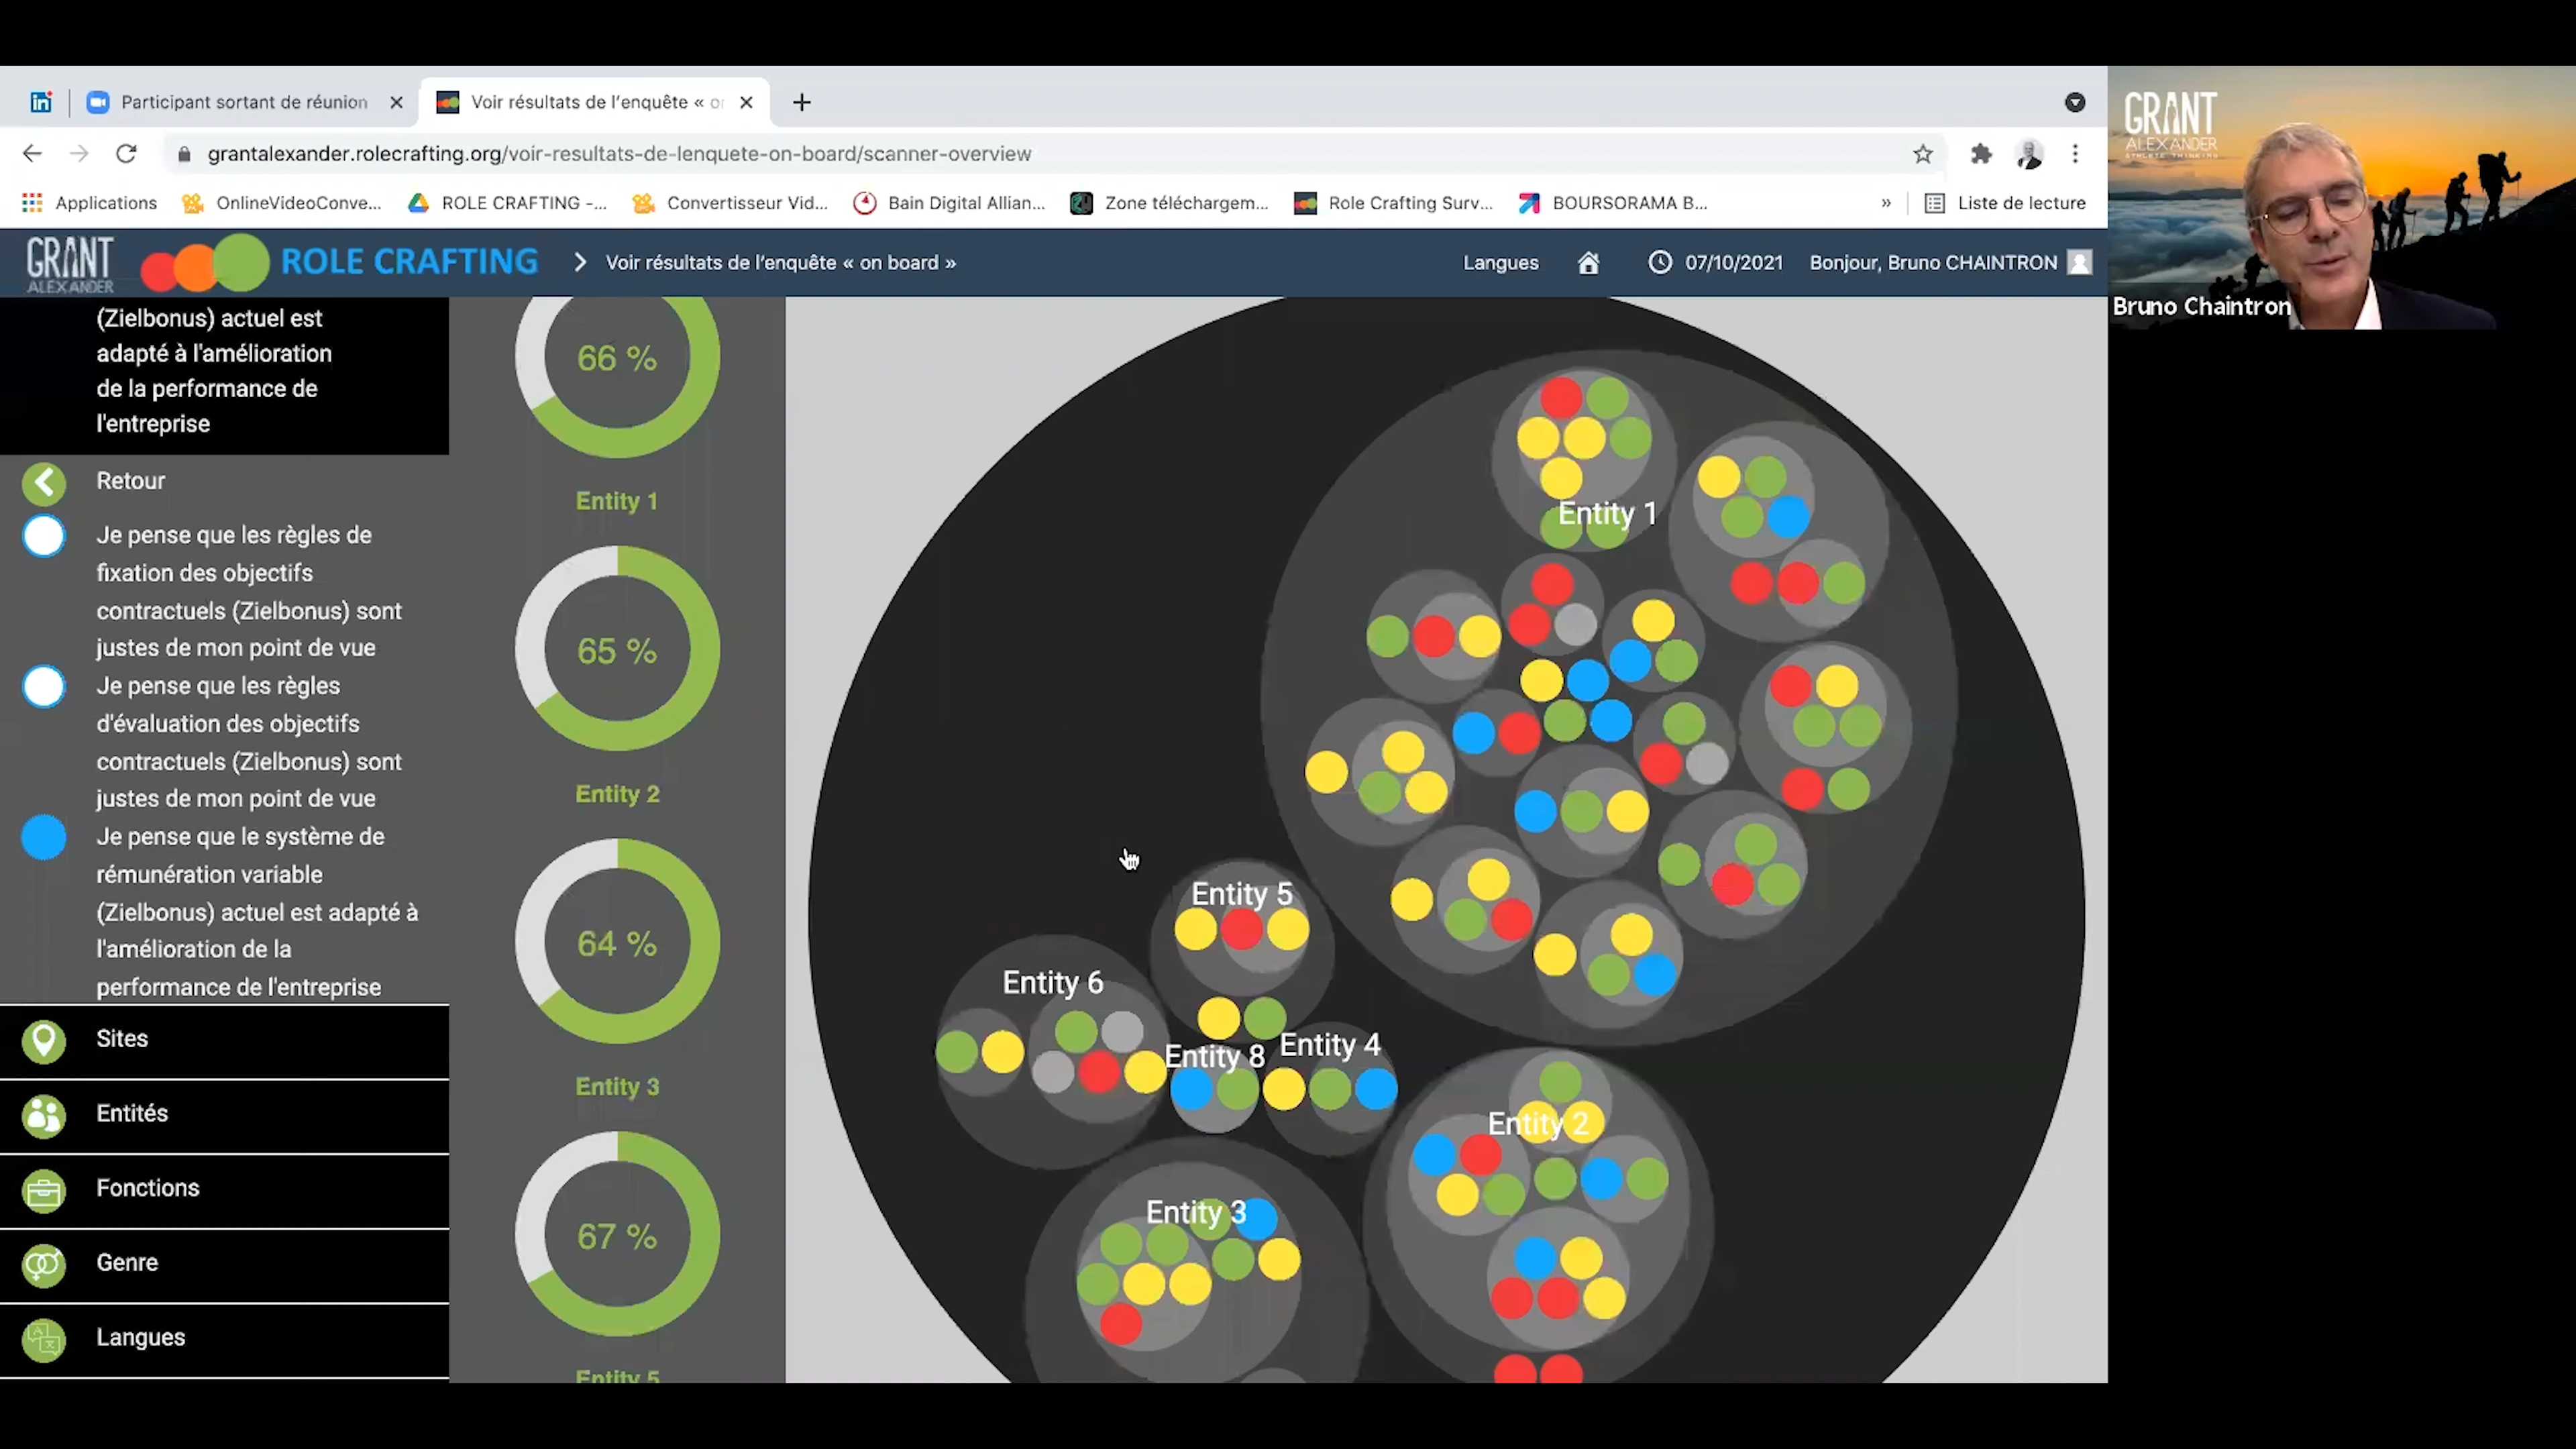 Participant sortant de réunion
Voir résultats de l'enquête « on
grantalexander.rolecrafting.org/voir-resultats-de-lenquete-on-board/scanner-overview
Applications
OnlineVideoConve...
ROLE CRAFTING -...
Convertisseur Vid...
Bain Digital Allian...
Zone téléchargem...
Role Crafting Surv...
BOURSORAMA B...
»
Liste de lecture
GRANT
ALEXANDER
ROLE CRAFTING
Voir résultats de l'enquête « on board »
Langues
07/10/2021
Bonjour, Bruno CHAINTRON
GRANT
ALEXANDER
ATHLETE THINKING
Bruno Chaintron
(Zielbonus) actuel est
adapté à l'amélioration
de la performance de
l'entreprise
Retour
Je pense que les règles de
fixation des objectifs
contractuels (Zielbonus) sont
justes de mon point de vue
Je pense que les règles
d'évaluation des objectifs
contractuels (Zielbonus) sont
justes de mon point de vue
Je pense que le système de
rémunération variable
(Zielbonus) actuel est adapté à
l'amélioration de la
performance de l'entreprise
Sites
Entités
Fonctions
Genre
Langues
66 %
Entity 1
65 %
Entity 2
64 %
Entity 3
67 %
Entity 5
Entity 1
Entity 5
Entity 6
Entity 8
Entity 4
Entity 2
Entity 3